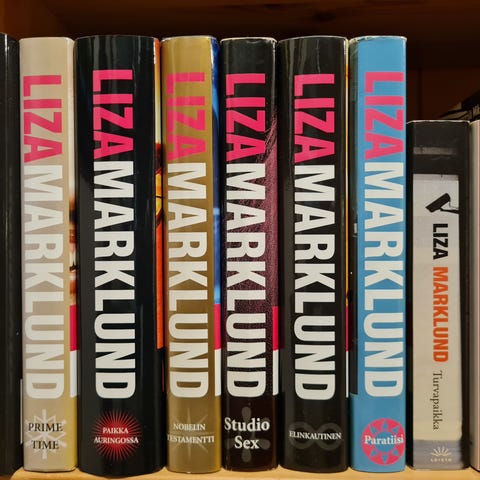 LIZA MARKLUND
PRIME
TIME
LIZA MARKLUND
PAIKKA
AURINGOSSA
LIZA MARKLUND
NOBELIN
TESTAMENTTI
LIZA MARKLUND
Studio
Sex
LIZA MARKLUND
ELINKAUTINEN
LIZA MARKLUND
Paratiisi
LIZA MARKLUND
Turvapaikka
LOISTO